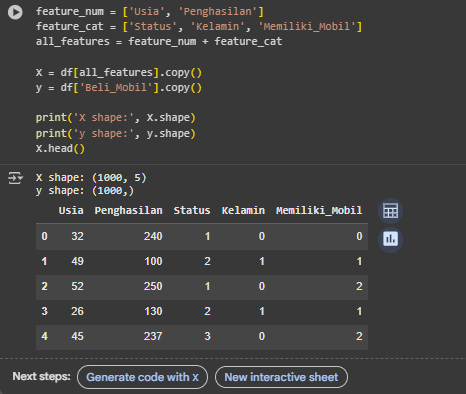 feature_num = ['Usia', 'Penghasilan']
feature_cat = ['Status', 'Kelamin', 'Memiliki_Mobil']
all_features = feature_num + feature_cat
X = df[all_features].copy()
y = df['Beli_Mobil'].copy()
print('X shape:', X.shape)
print('y shape:', y.shape)
X.head()
X shape: (1000, 5)
y shape: (1000,)
Usia Penghasilan Status Kelamin Memiliki_Mobil
0 32 240 1 0 0
1 49 100 2 1 1
2 52 250 1 0 2
3 26 130 2 1 1
4 45 237 3 0 2
Next steps: Generate code with X New interactive sheet